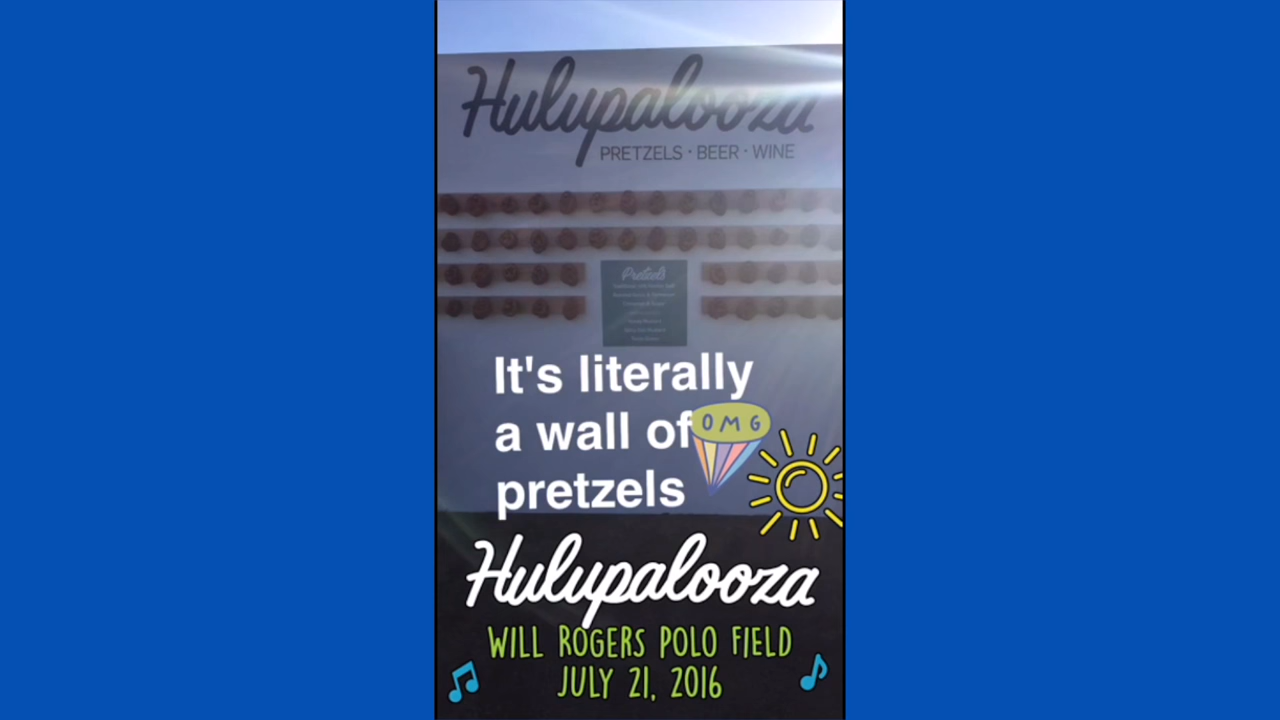 Hulupalooza
PRETZELS · BEER · WINE
Pretzels
It's literally
a wall of
OMG
pretzels
Hulupalooza
WILL ROGERS POLO FIELD
JULY 21, 2016